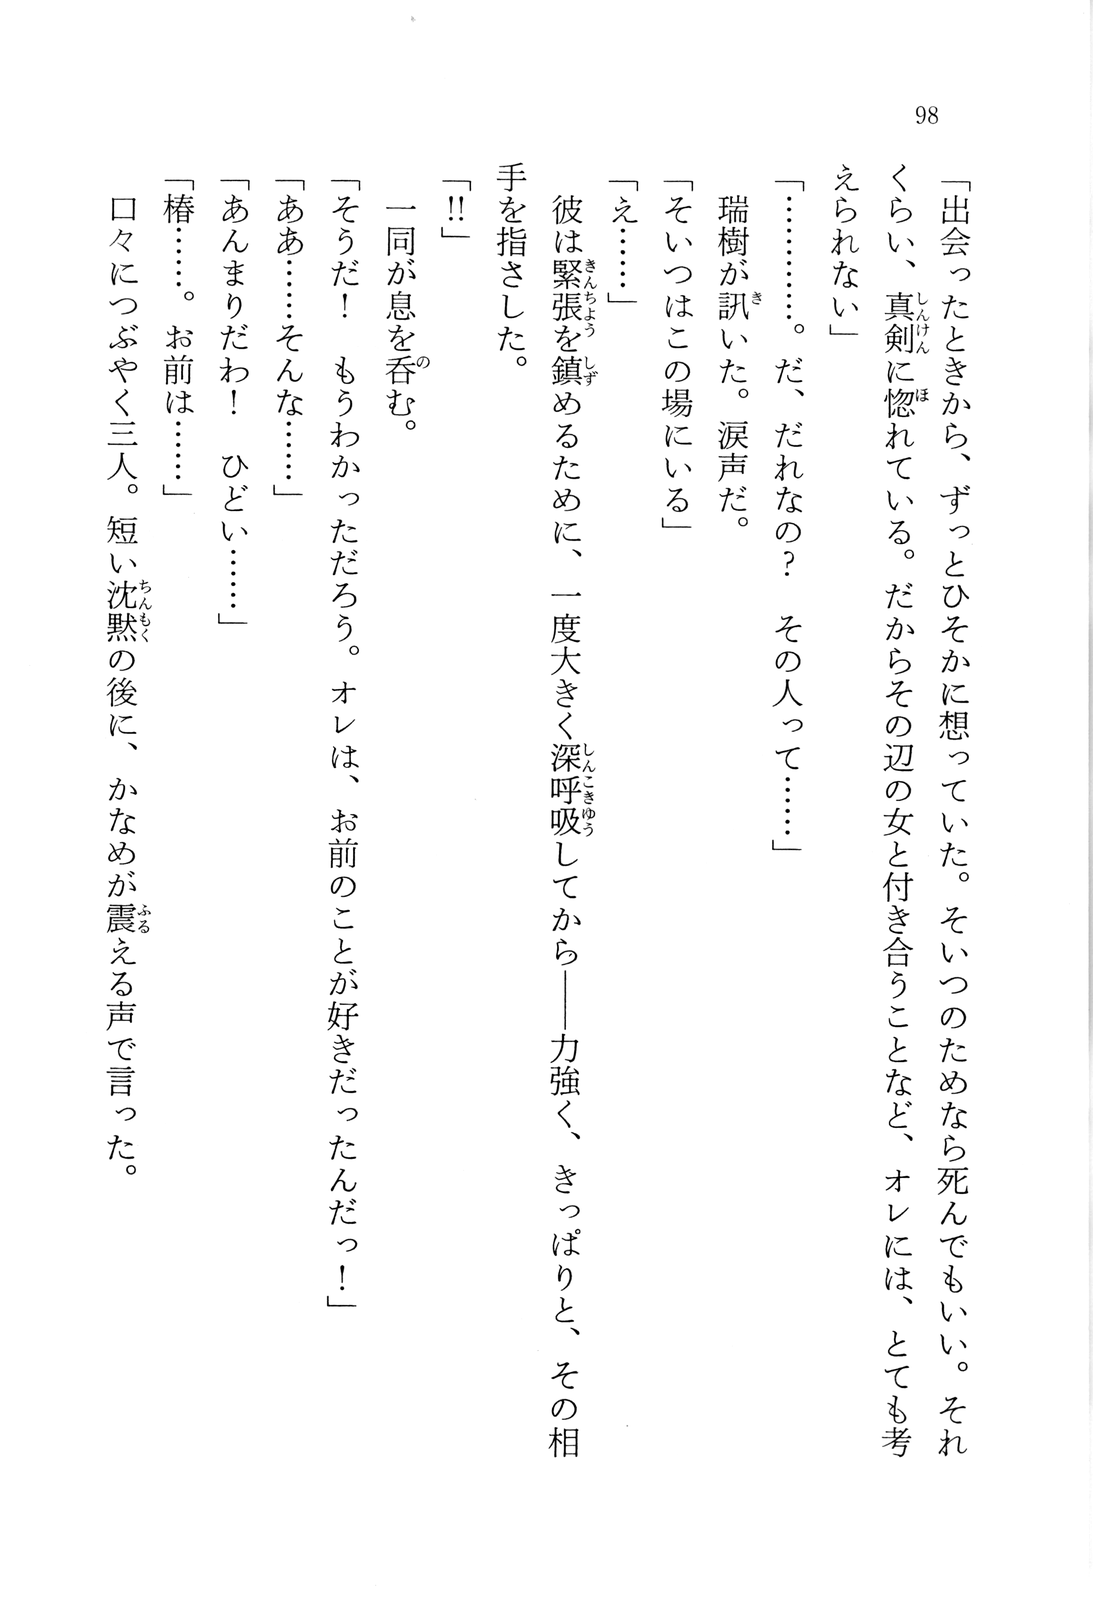 98
「出会ったときから、ずっとひそかに想っていた。そいつのためなら死んでもいい。それ
くらい、真剣に惚れている。だからその辺の女と付き合うことなど、オレには、とても考
えられない」
「…………。だ、だれなの？　その人って……」
　瑞樹が訊いた。涙声だ。
「そいつはこの場にいる」
「え……」
　彼は緊張を鎮めるために、一度大きく深呼吸してから――力強く、きっぱりと、その相
手を指さした。
「!!」
　一同が息を呑む。
「そうだ！　もうわかっただろう。オレは、お前のことが好きだったんだっ！」
「ああ……そんな……」
「あんまりだわ！　ひどい……」
「椿……。お前は……」
　口々につぶやく三人。短い沈黙の後に、かなめが震える声で言った。